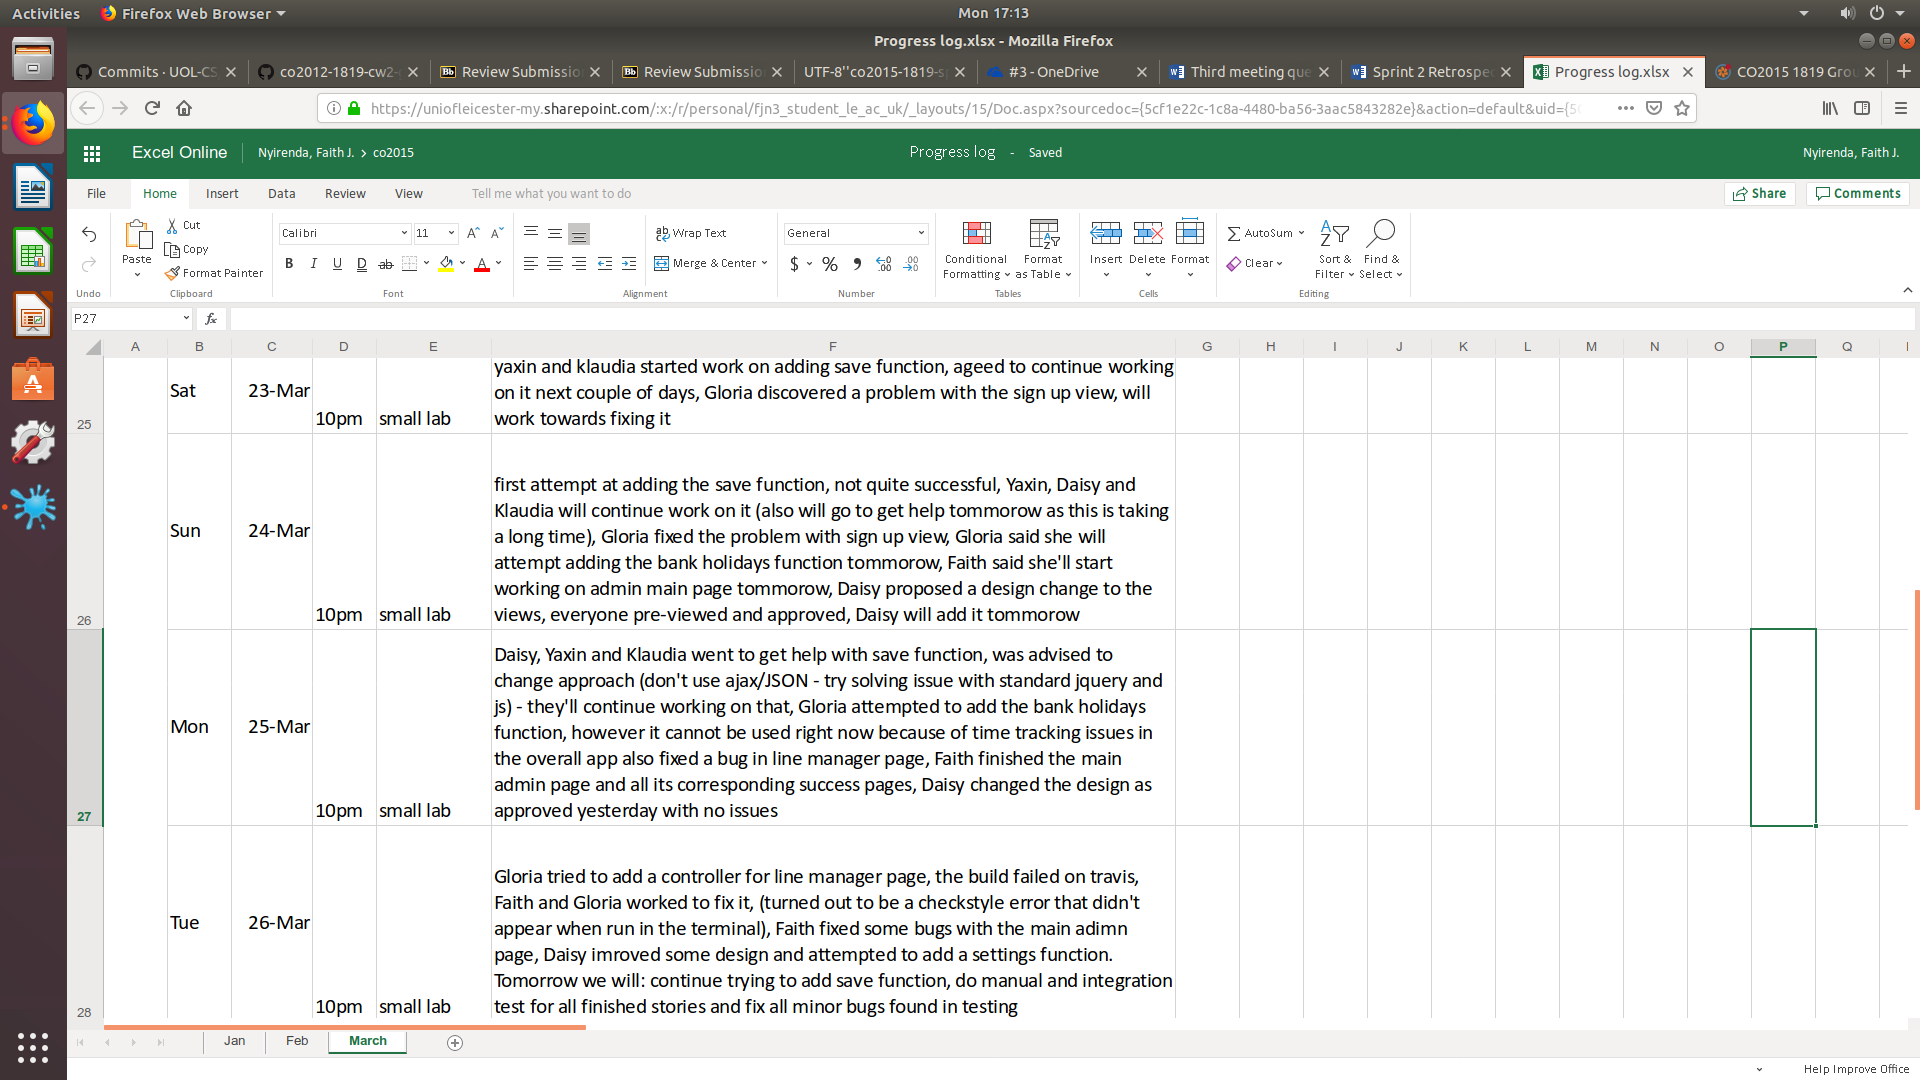 Activities Firefox Web Browser Mon 17:13
Progress log.xlsx - Mozilla Firefox
Commits · UOL-CS co2012-1819-cw2- Review Submissio Review Submissio UTF-8''co2015-1819-s #3 - OneDrive Third meeting que Sprint 2 Retrospec Progress log.xlsx CO2015 1819 Grou
https://uniofleicester-my.sharepoint.com/:x:/r/personal/fjn3_student_le_ac_uk/_layouts/15/Doc.aspx?sourcedoc={5cf1e22c-1c8a-4480-ba56-3aac5843282e}&action=default&uid={5
Excel Online Nyirenda, Faith J. > co2015 Progress log - Saved Nyirenda, Faith J.
File Home Insert Data Review View Tell me what you want to do Share Comments
Cut
Copy
Format Painter
Paste
Undo Clipboard
Calibri 11
B I U D ab A
Font
Wrap Text
Merge & Center
Alignment
General
$ % , .00 .00
Number
Conditional Formatting Format as Table
Tables
Insert Delete Format
Cells
AutoSum
Clear
Sort & Filter Find & Select
Editing
P27 fx
A B C D E F G H I J K L M N O P Q
25 Sat 23-Mar 10pm small lab
yaxin and klaudia started work on adding save function, ageed to continue working
on it next couple of days, Gloria discovered a problem with the sign up view, will
work towards fixing it
26 Sun 24-Mar 10pm small lab
first attempt at adding the save function, not quite successful, Yaxin, Daisy and
Klaudia will continue work on it (also will go to get help tommorow as this is taking
a long time), Gloria fixed the problem with sign up view, Gloria said she will
attempt adding the bank holidays function tommorow, Faith said she'll start
working on admin main page tommorow, Daisy proposed a design change to the
views, everyone pre-viewed and approved, Daisy will add it tommorow
27 Mon 25-Mar 10pm small lab
Daisy, Yaxin and Klaudia went to get help with save function, was advised to
change approach (don't use ajax/JSON - try solving issue with standard jquery and
js) - they'll continue working on that, Gloria attempted to add the bank holidays
function, however it cannot be used right now because of time tracking issues in
the overall app also fixed a bug in line manager page, Faith finished the main
admin page and all its corresponding success pages, Daisy changed the design as
approved yesterday with no issues
28 Tue 26-Mar 10pm small lab
Gloria tried to add a controller for line manager page, the build failed on travis,
Faith and Gloria worked to fix it, (turned out to be a checkstyle error that didn't
appear when run in the terminal), Faith fixed some bugs with the main adimn
page, Daisy imroved some design and attempted to add a settings function.
Tomorrow we will: continue trying to add save function, do manual and integration
test for all finished stories and fix all minor bugs found in testing
Jan Feb March
Help Improve Office